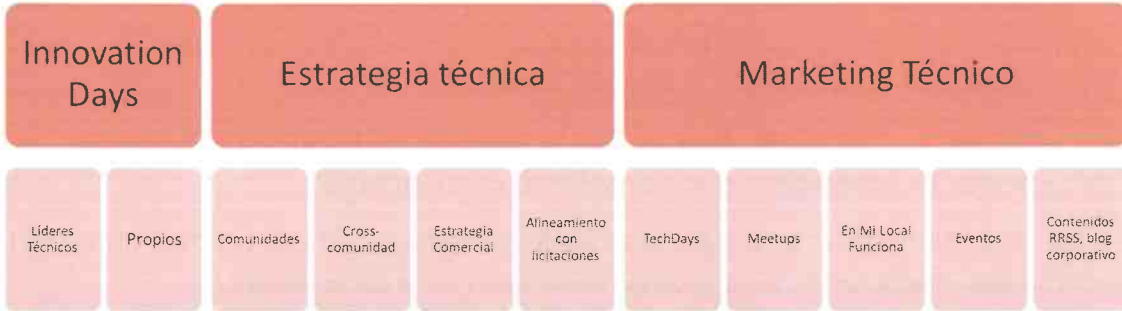 Innovation
Days
Estrategia técnica
Marketing Técnico
Líderes
Técnicos
Propios
Comunidades
Cross-
comunidad
Estrategia
Comercial
Alineamiento
con
licitaciones
TechDays
Meetups
En Mi Local
Funciona
Eventos
Contenidos
RRSS, blog
corporativo